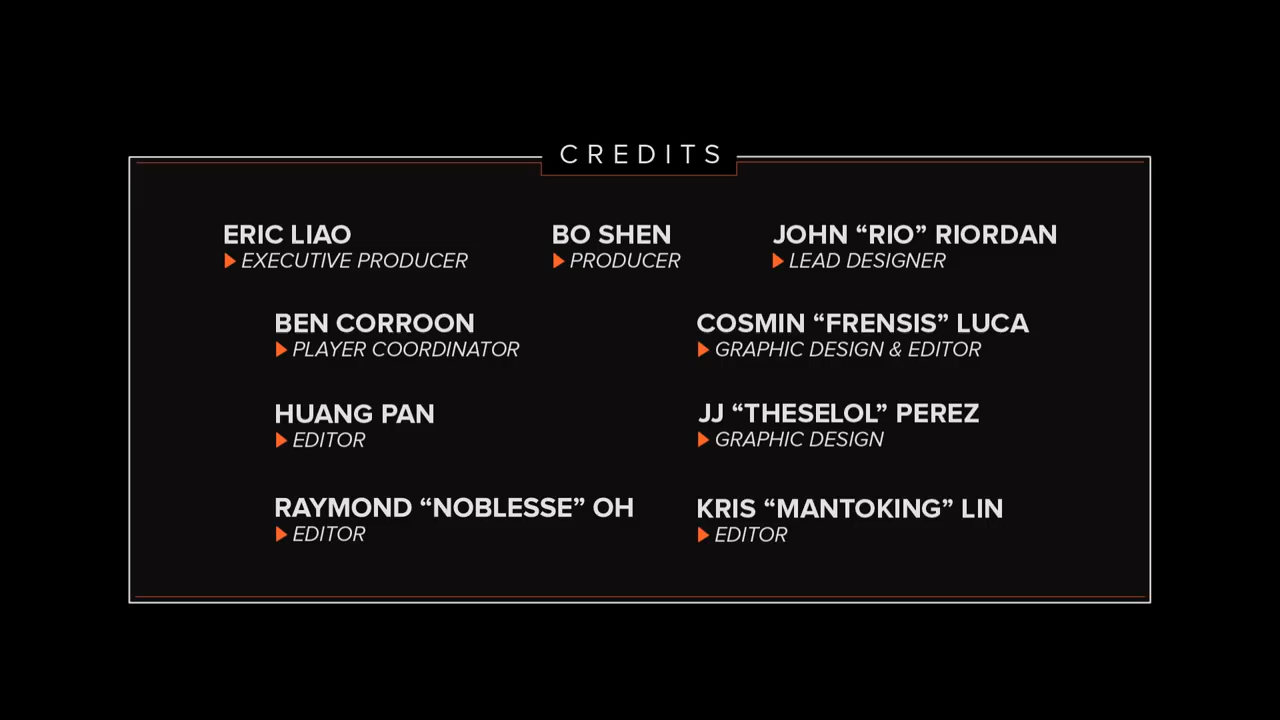 CREDITS
ERIC LIAO
EXECUTIVE PRODUCER
BO SHEN
PRODUCER
JOHN “RIO” RIORDAN
LEAD DESIGNER
BEN CORROON
PLAYER COORDINATOR
COSMIN “FRENSIS” LUCA
GRAPHIC DESIGN & EDITOR
HUANG PAN
EDITOR
JJ “THESELOL” PEREZ
GRAPHIC DESIGN
RAYMOND “NOBLESSE” OH
EDITOR
KRIS “MANTOKING” LIN
EDITOR